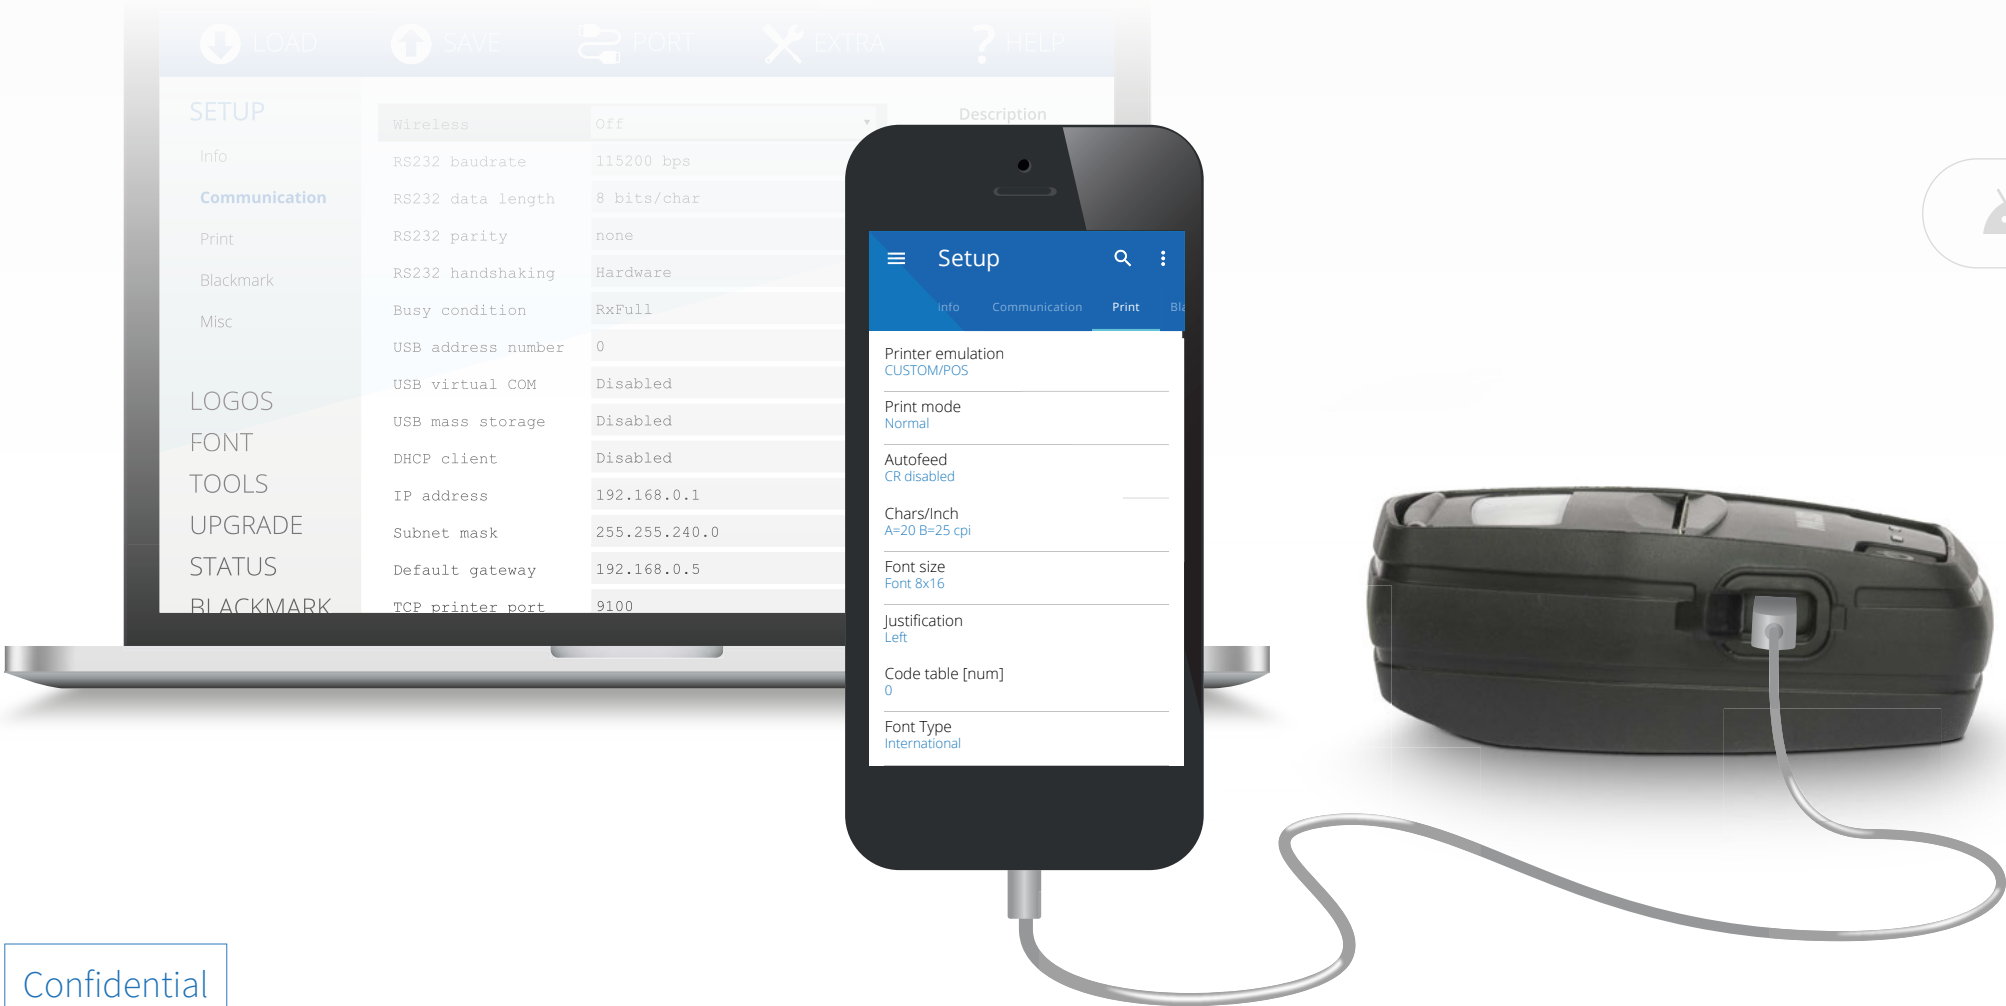 LOAD SAVE PORT EXTRA HELP
SETUP
Info
Communication
Print
Blackmark
Misc
LOGOS
FONT
TOOLS
UPGRADE
STATUS
BLACKMARK
Wireless Off
RS232 baudrate 115200 bps
RS232 data length 8 bits/char
RS232 parity none
RS232 handshaking Hardware
Busy condition RxFull
USB address number 0
USB virtual COM Disabled
USB mass storage Disabled
DHCP client Disabled
IP address 192.168.0.1
Subnet mask 255.255.240.0
Default gateway 192.168.0.5
TCP printer port 9100
Description
Setup
info Communication Print
Printer emulation
CUSTOM/POS
Print mode
Normal
Autofeed
CR disabled
Chars/Inch
A=20 B=25 cpi
Font size
Font 8x16
Justification
Left
Code table [num]
0
Font Type
International
Confidential